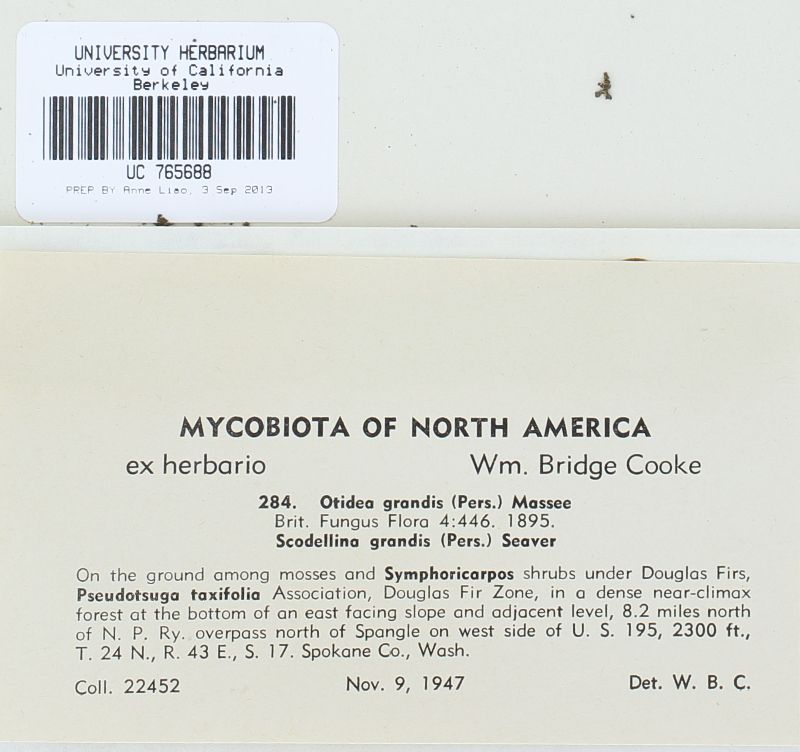 UNIVERSITY HERBARIUM
University of California
Berkeley
UC 765688
PREP BY Anne Liao, 3 Sep 2013
MYCOBIOTA OF NORTH AMERICA
ex herbario Wm. Bridge Cooke
284. Otidea grandis (Pers.) Massee
Brit. Fungus Flora 4:446. 1895.
Scodellina grandis (Pers.) Seaver
On the ground among mosses and Symphoricarpos shrubs under Douglas Firs,
Pseudotsuga taxifolia Association, Douglas Fir Zone, in a dense near-climax
forest at the bottom of an east facing slope and adjacent level, 8.2 miles north
of N. P. Ry. overpass north of Spangle on west side of U. S. 195, 2300 ft.,
T. 24 N., R. 43 E., S. 17. Spokane Co., Wash.
Coll. 22452 Nov. 9, 1947 Det. W. B. C.